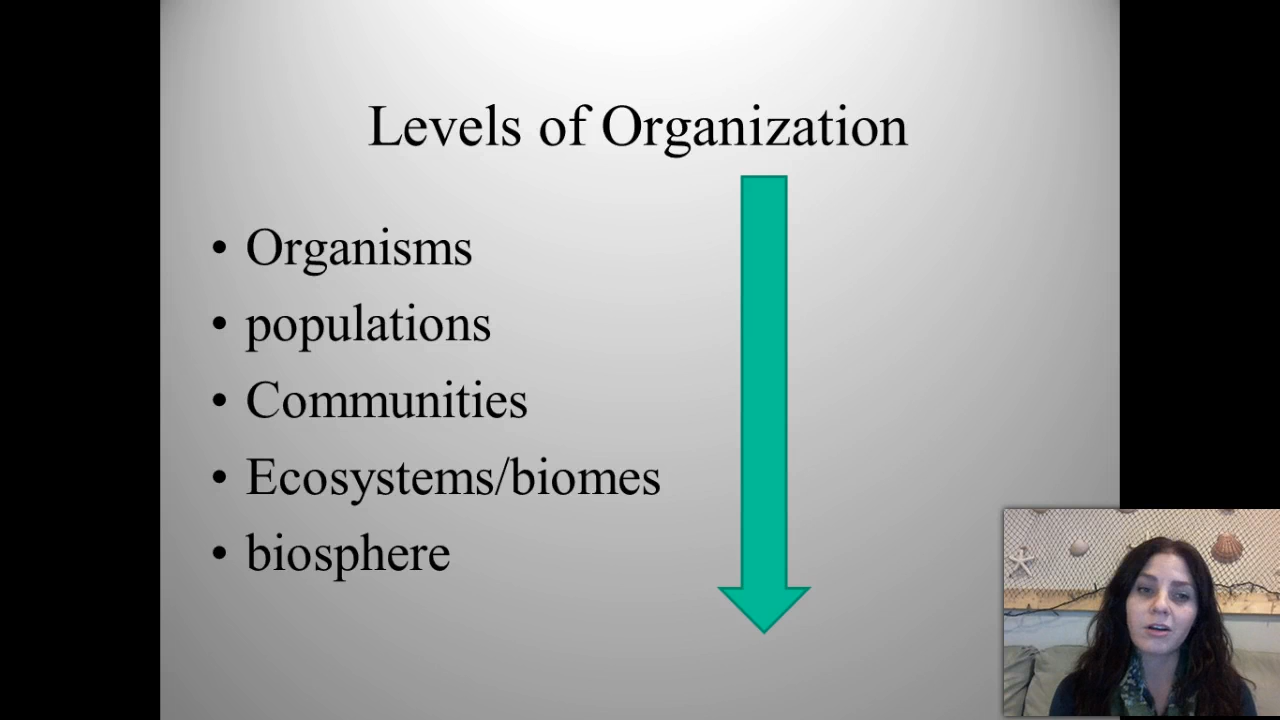 Levels of Organization
• Organisms
• populations
• Communities
• Ecosystems/biomes
• biosphere